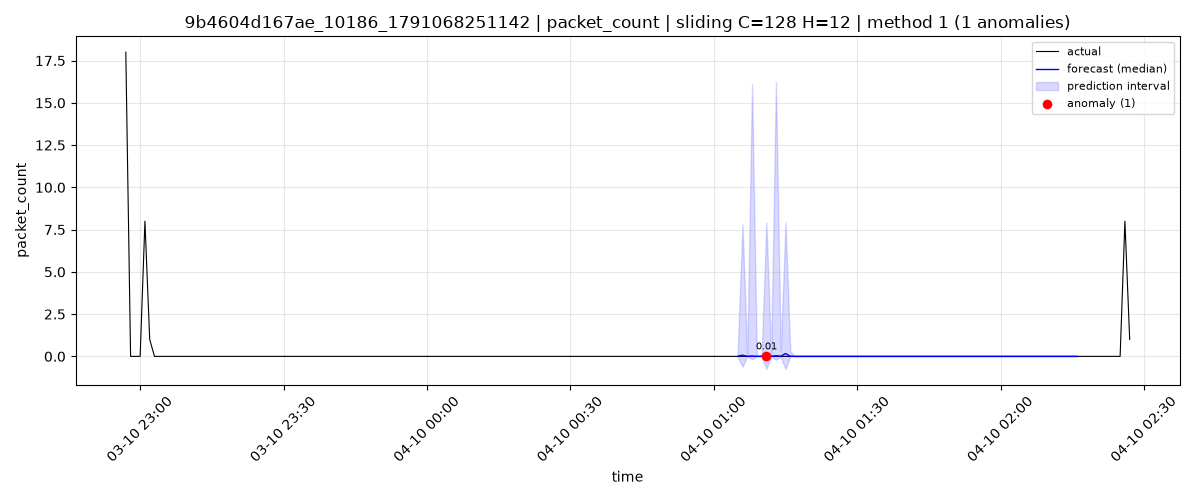 9b4604d167ae_10186_1791068251142 | packet_count | sliding C=128 H=12 | method 1 (1 anomalies)
actual
forecast (median)
prediction interval
anomaly (1)
17.5
15.0
12.5
10.0
7.5
5.0
2.5
0.0
packet_count
0.01
03-10 23:00
03-10 23:30
04-10 00:00
04-10 00:30
04-10 01:00
04-10 01:30
04-10 02:00
04-10 02:30
time